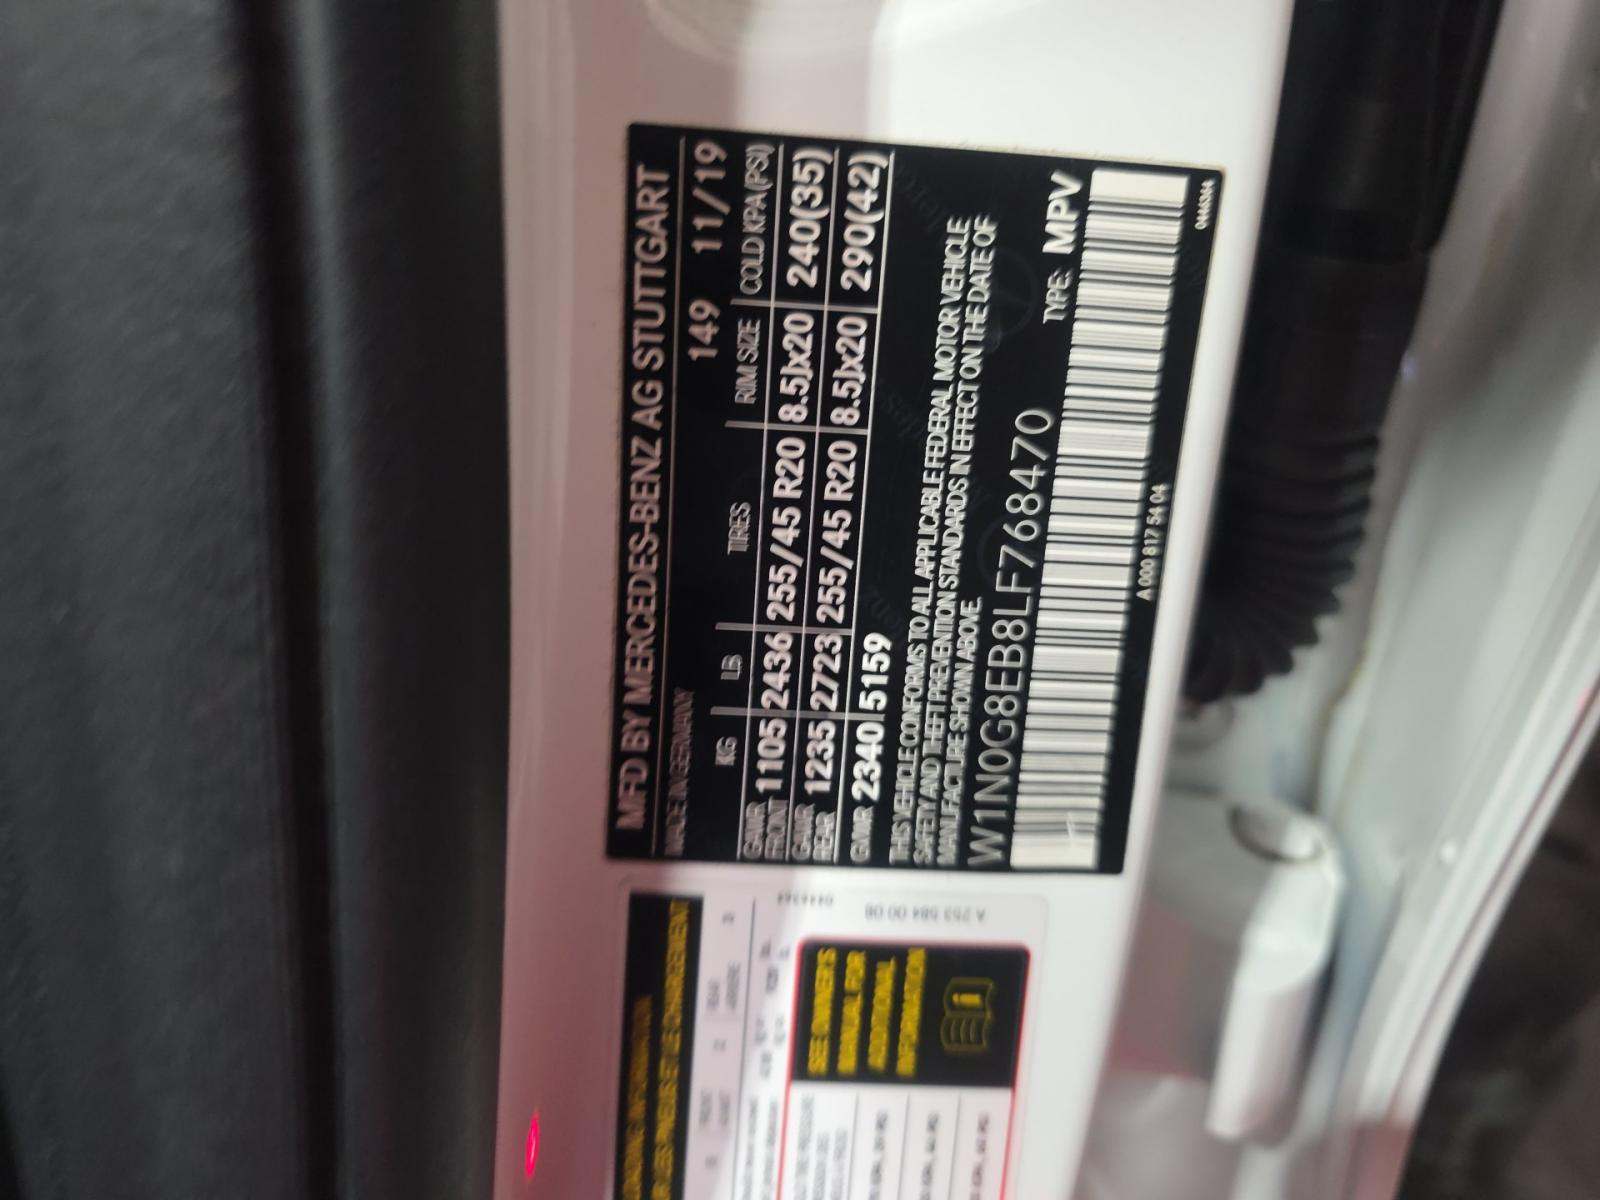 MFD BY MERCEDES-BENZ AG STUTTGART
MADE IN GERMANY 149 11/19
KG LB TIRES RIM SIZE COLD KPA(PSI)
GAWR FRONT 1105 2436 255/45 R20 8.5Jx20 240(35)
GAWR REAR 1235 2723 255/45 R20 8.5Jx20 290(42)
GVWR 2340 5159
THIS VEHICLE CONFORMS TO ALL APPLICABLE FEDERAL MOTOR VEHICLE
SAFETY AND THEFT PREVENTION STANDARDS IN EFFECT ON THE DATE OF
MANUFACTURE SHOWN ABOVE.
W1N0G8EB8LF768470 TYPE: MPV
A 000 817 54 04
A 253 584 00 08
SEE OWNER'S
MANUAL FOR
ADDITIONAL
INFORMATION